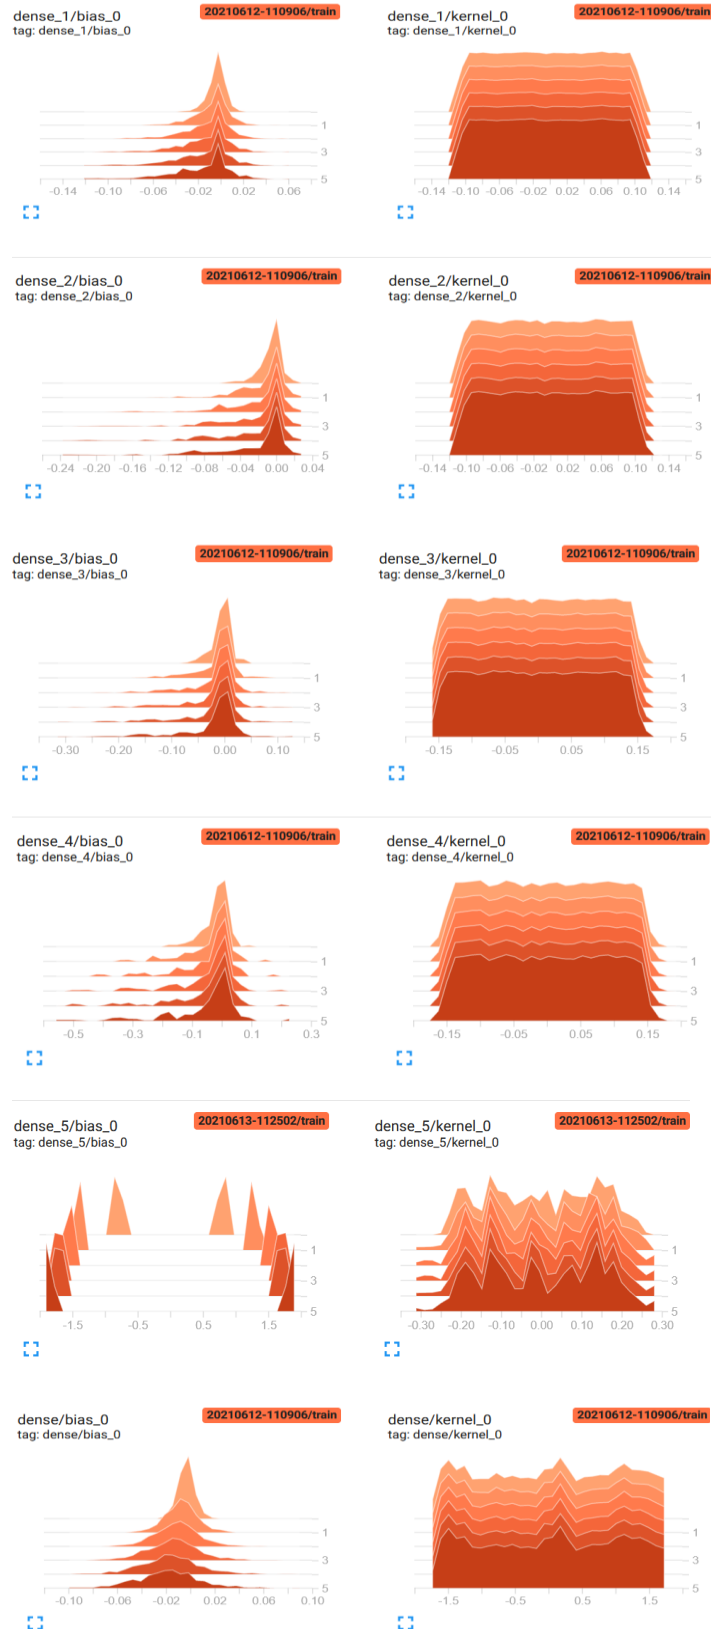 dense_1/bias_0 20210612-110906/train
tag: dense_1/bias_0
1
3
5
-0.14 -0.10 -0.06 -0.02 0.02 0.06
dense_1/kernel_0 20210612-110906/train
tag: dense_1/kernel_0
1
3
5
-0.14 -0.10 -0.06 -0.02 0.02 0.06 0.10 0.14
dense_2/bias_0 20210612-110906/train
tag: dense_2/bias_0
1
3
5
-0.24 -0.20 -0.16 -0.12 -0.08 -0.04 0.00 0.04
dense_2/kernel_0 20210612-110906/train
tag: dense_2/kernel_0
1
3
5
-0.14 -0.10 -0.06 -0.02 0.02 0.06 0.10 0.14
dense_3/bias_0 20210612-110906/train
tag: dense_3/bias_0
1
3
5
-0.30 -0.20 -0.10 0.00 0.10
dense_3/kernel_0 20210612-110906/train
tag: dense_3/kernel_0
1
3
5
-0.15 -0.05 0.05 0.15
dense_4/bias_0 20210612-110906/train
tag: dense_4/bias_0
1
3
5
-0.5 -0.3 -0.1 0.1 0.3
dense_4/kernel_0 20210612-110906/train
tag: dense_4/kernel_0
1
3
5
-0.15 -0.05 0.05 0.15
dense_5/bias_0 20210613-112502/train
tag: dense_5/bias_0
1
3
5
-1.5 -0.5 0.5 1.5
dense_5/kernel_0 20210613-112502/train
tag: dense_5/kernel_0
1
3
5
-0.30 -0.20 -0.10 0.00 0.10 0.20 0.30
dense/bias_0 20210612-110906/train
tag: dense/bias_0
1
3
5
-0.10 -0.06 -0.02 0.02 0.06 0.10
dense/kernel_0 20210612-110906/train
tag: dense/kernel_0
1
3
5
-1.5 -0.5 0.5 1.5